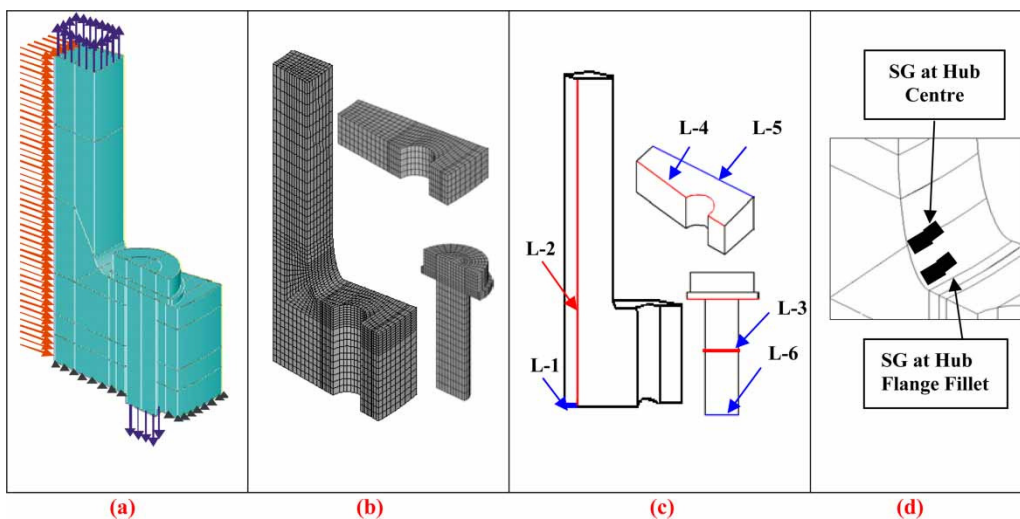 SG at Hub
Centre
L-4
L-5
L-2
L-3
L-1
L-6
SG at Hub
Flange Fillet
(a)
(b)
(c)
(d)